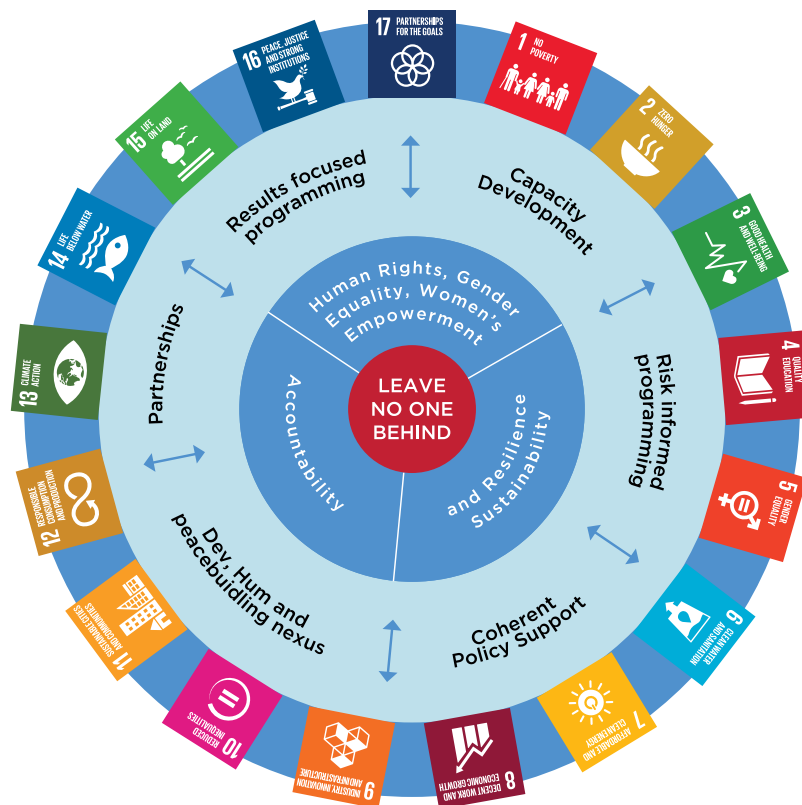 17 PARTNERSHIPS
FOR THE GOALS
1 NO
POVERTY
2 ZERO
HUNGER
3 GOOD HEALTH
AND WELL-BEING
4 QUALITY
EDUCATION
5 GENDER
EQUALITY
6 CLEAN WATER
AND SANITATION
7 AFFORDABLE AND
CLEAN ENERGY
8 DECENT WORK AND
ECONOMIC GROWTH
9 INDUSTRY, INNOVATION
AND INFRASTRUCTURE
10 REDUCED
INEQUALITIES
11 SUSTAINABLE CITIES
AND COMMUNITIES
12 RESPONSIBLE
CONSUMPTION
AND PRODUCTION
13 CLIMATE
ACTION
14 LIFE
BELOW WATER
15 LIFE
ON LAND
16 PEACE, JUSTICE
AND STRONG
INSTITUTIONS
Results focused
programming
Capacity
Development
Risk informed
programming
Coherent
Policy Support
Dev, Hum and
peacebuidling nexus
Partnerships
Human Rights, Gender
Equality, Women's
Empowerment
and Resilience
Sustainability
Accountability
LEAVE
NO ONE
BEHIND